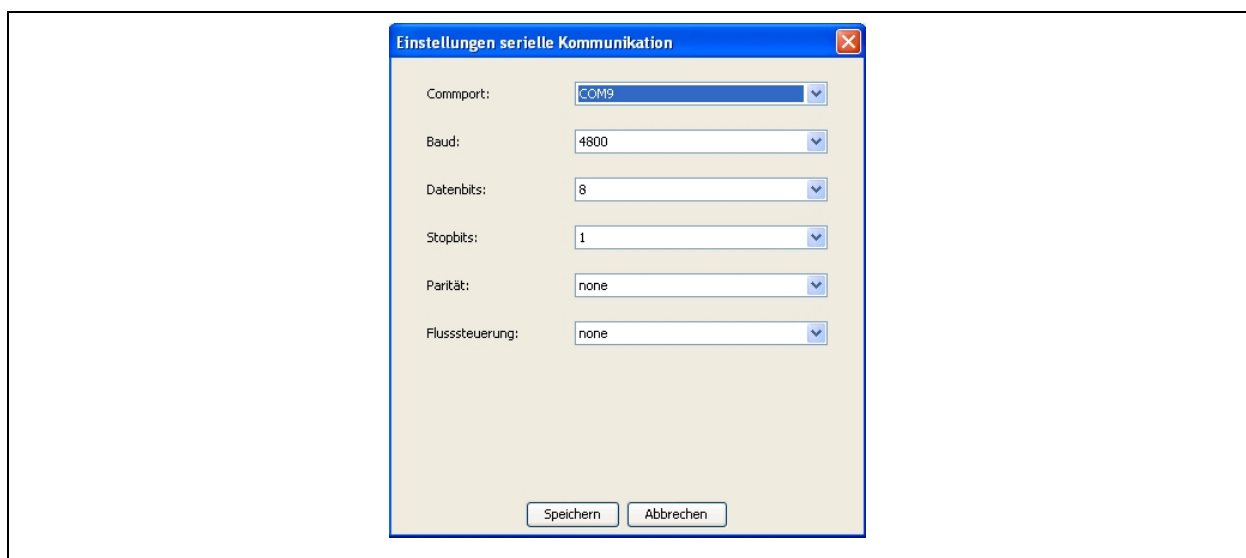 Einstellungen serielle Kommunikation
Commport: COM9
Baud: 4800
Datenbits: 8
Stopbits: 1
Parität: none
Flusssteuerung: none
Speichern Abbrechen